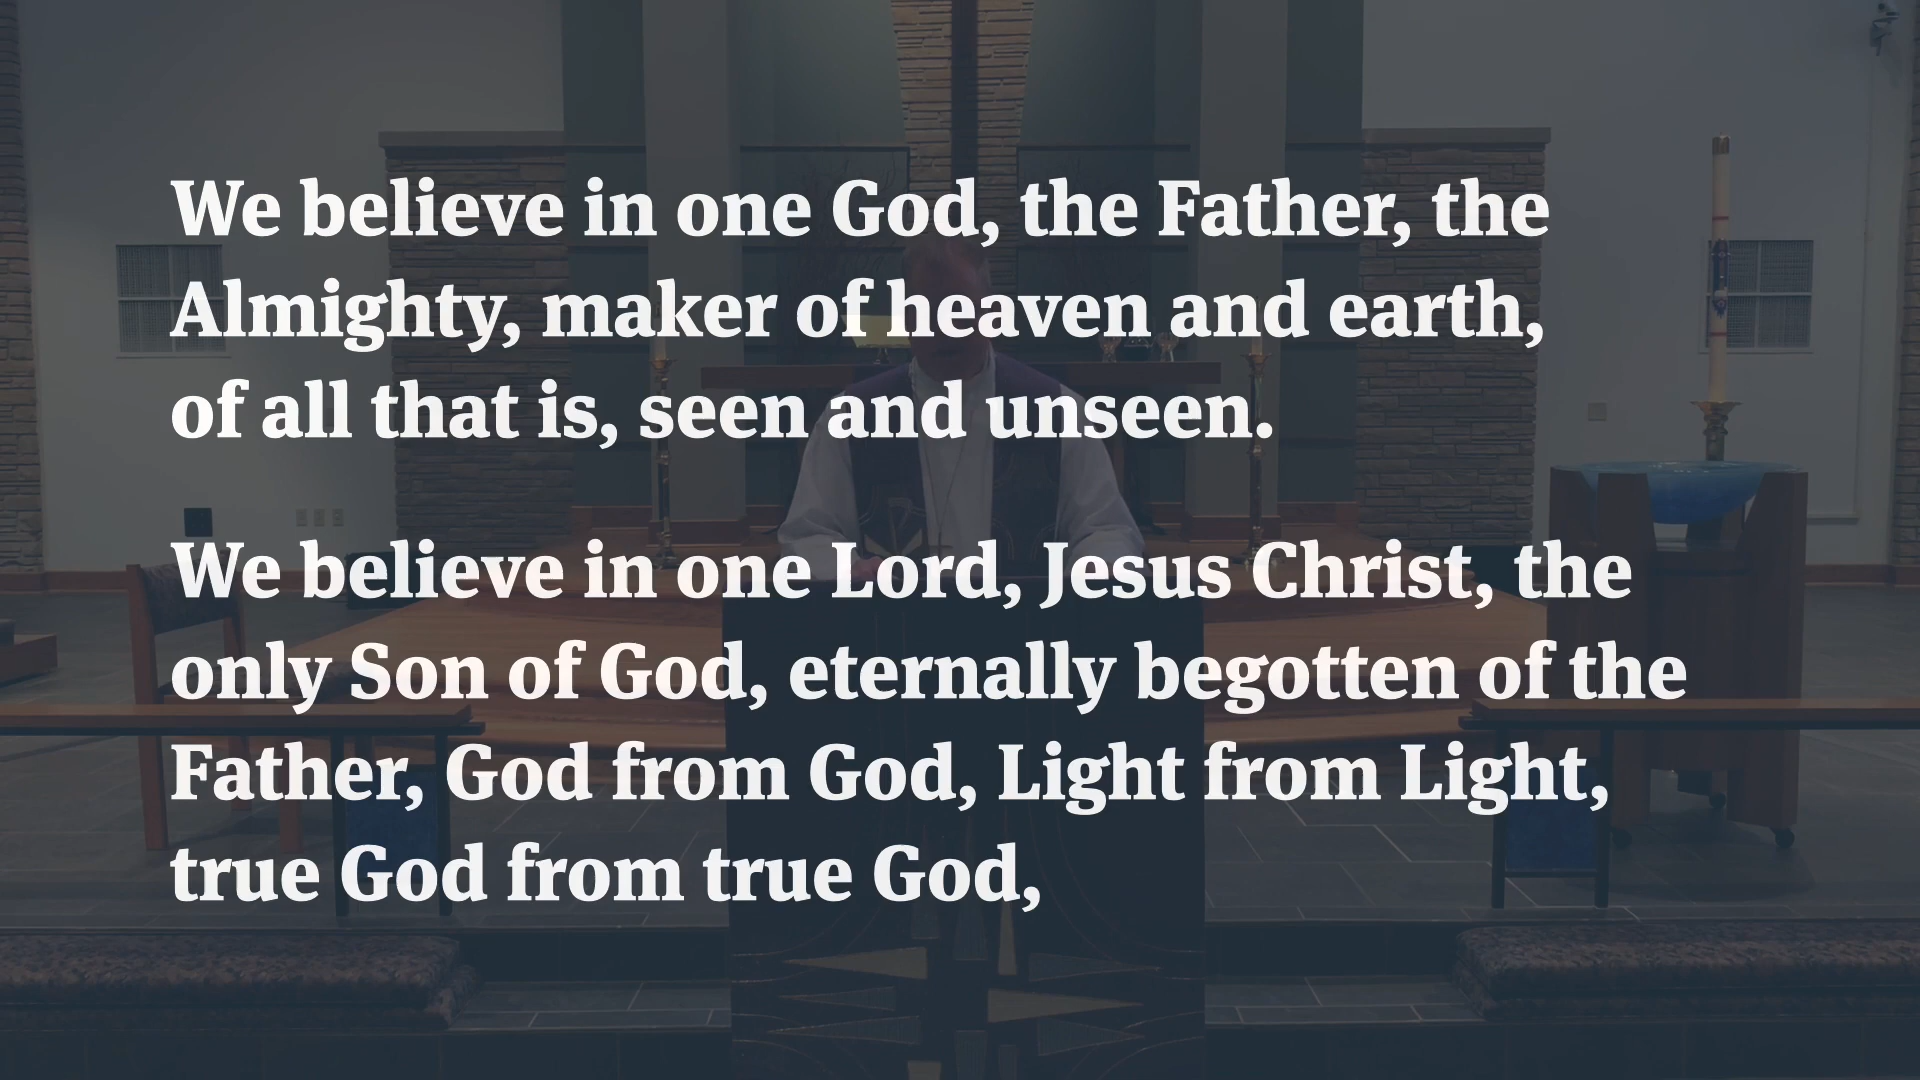 We believe in one God, the Father, the
Almighty, maker of heaven and earth,
of all that is, seen and unseen.
We believe in one Lord, Jesus Christ, the
only Son of God, eternally begotten of the
Father, God from God, Light from Light,
true God from true God,